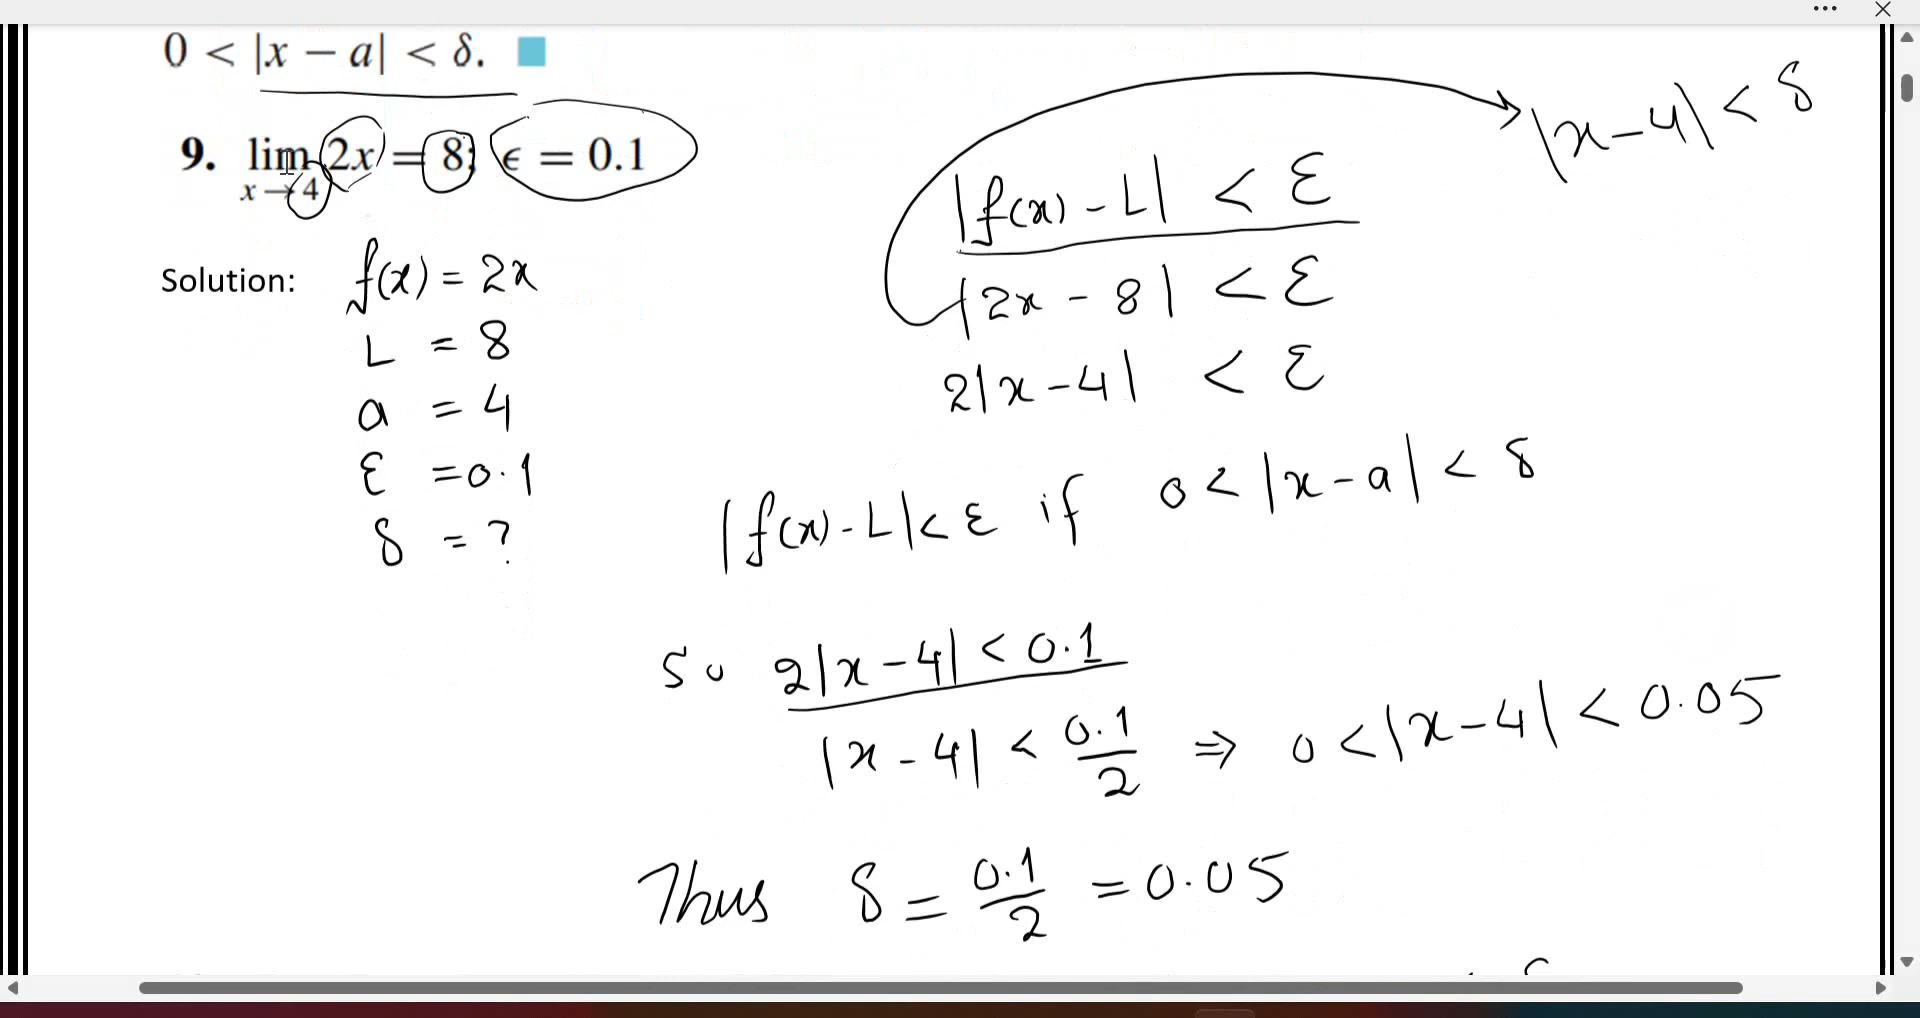 0 < |x − a| < δ.
9. lim x→4 2x = 8; ϵ = 0.1
Solution: f(x) = 2x
L = 8
a = 4
ε = 0.1
δ = ?
|x − 4| < δ
|f(x) − L| < ε
|2x − 8| < ε
2|x − 4| < ε
|f(x) − L| < ε if 0 < |x − a| < δ
So 2|x − 4| < 0.1
|x − 4| < 0.1/2 ⇒ 0 < |x − 4| < 0.05
Thus δ = 0.1/2 = 0.05